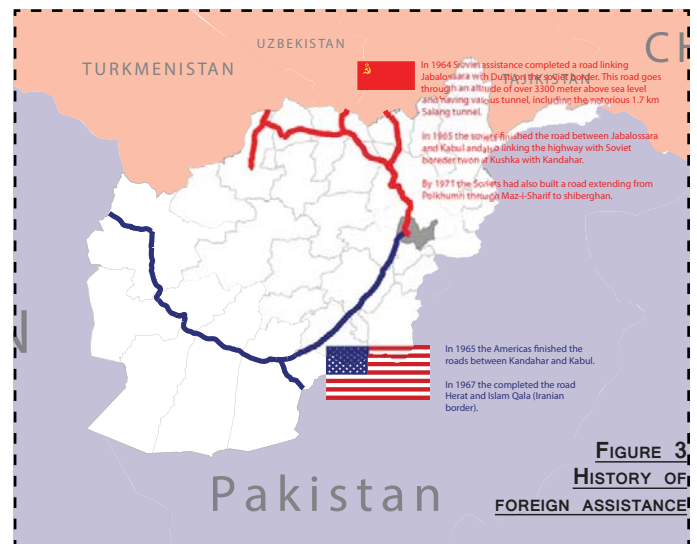 UZBEKISTAN
CH
TURKMENISTAN
TAJIKISTAN
In 1964 Soviet assistance completed a road linking
Jabalossara with Dusti on the soviet border. This road goes
through an altitude of over 3300 meter above sea level
and having various tunnel, including the notorious 1.7 km
Salang tunnel.
In 1965 the soviets finished the road between Jabalossara
and Kabul and also linking the highway with Soviet
boreder twon at Kushka with Kandahar.
By 1971 the Soviets had also built a road extending from
Polkhumri through Maz-i-Sharif to shiberghan.
N
In 1965 the Americas finished the
roads between Kandahar and Kabul.
In 1967 the completed the road
Herat and Islam Qala (Iranian
border).
Pakistan
FIGURE 3
HISTORY OF
FOREIGN ASSISTANCE